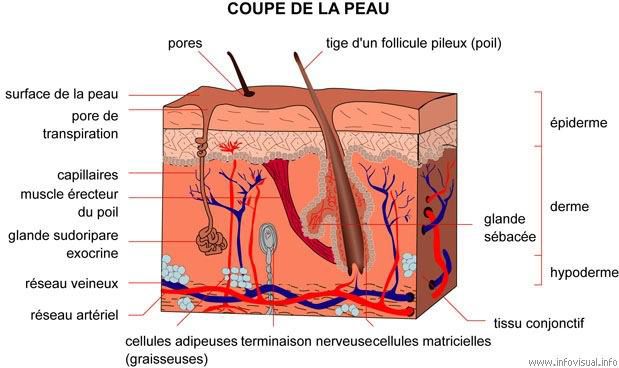 COUPE DE LA PEAU
pores
tige d'un follicule pileux (poil)
surface de la peau
pore de
transpiration
capillaires
muscle érecteur
du poil
glande sudoripare
exocrine
réseau veineux
réseau artériel
cellules adipeuses
(graisseuses)
terminaison nerveuse
cellules matricielles
épiderme
derme
glande
sébacée
hypoderme
tissu conjonctif
www.infovisual.info